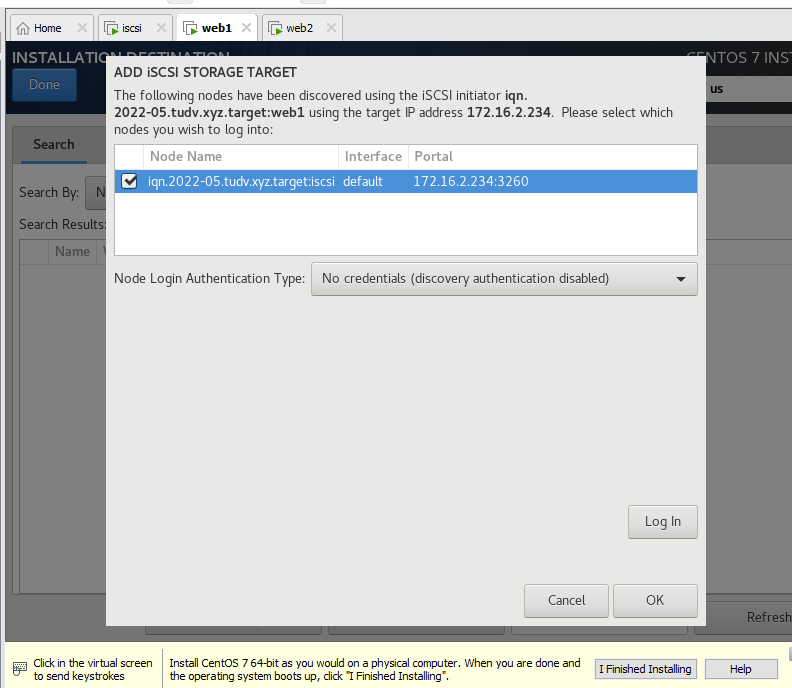 Home
iscsi
web1
web2
INSTALLATION DESTINATION
CENTOS 7 INST
Done
us
ADD iSCSI STORAGE TARGET
The following nodes have been discovered using the iSCSI initiator iqn.
2022-05.tudv.xyz.target:web1 using the target IP address 172.16.2.234. Please select which
nodes you wish to log into:
Search
Node Name Interface Portal
iqn.2022-05.tudv.xyz.target:iscsi default 172.16.2.234:3260
Search By: N
Search Results:
Name
Node Login Authentication Type: No credentials (discovery authentication disabled)
Log In
Cancel OK
Refresh
Click in the virtual screen
to send keystrokes
Install CentOS 7 64-bit as you would on a physical computer. When you are done and
the operating system boots up, click "I Finished Installing".
I Finished Installing
Help